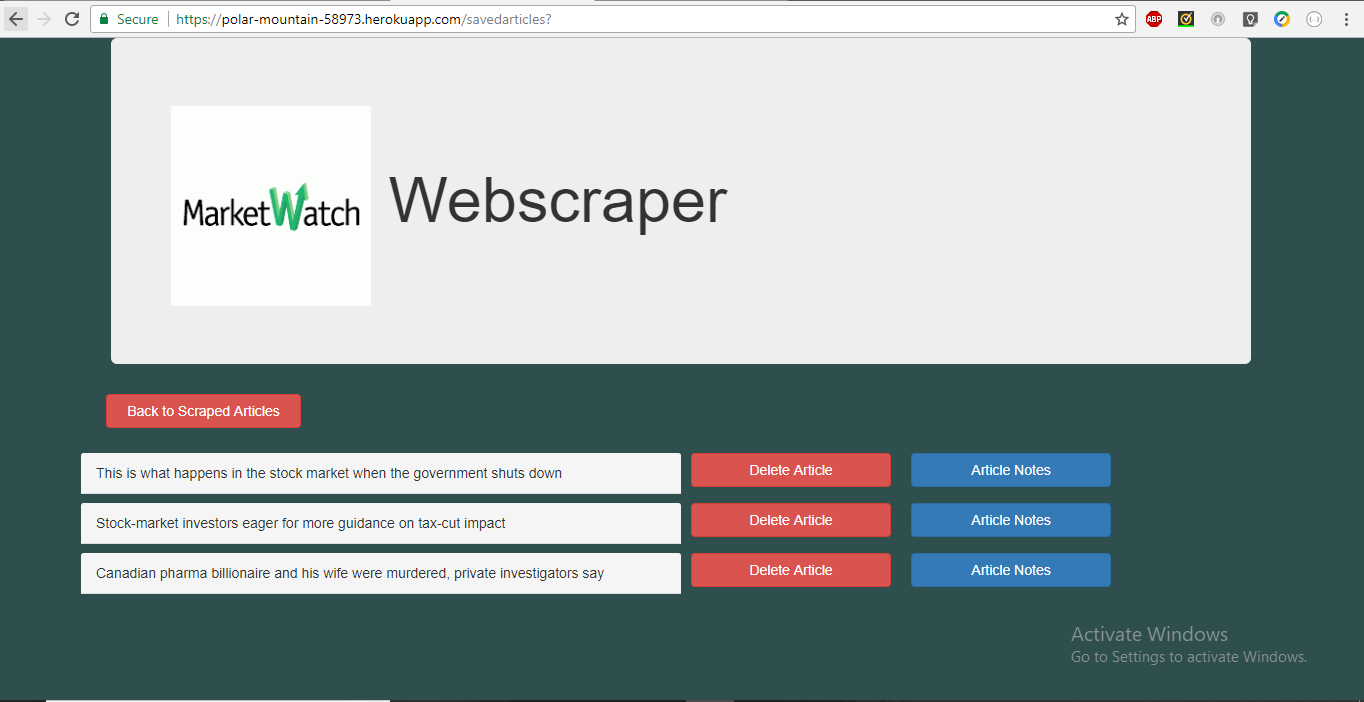 Secure https://polar-mountain-58973.herokuapp.com/savedarticles?
ABP
MarketWatch
Webscraper
Back to Scraped Articles
This is what happens in the stock market when the government shuts down Delete Article Article Notes
Stock-market investors eager for more guidance on tax-cut impact Delete Article Article Notes
Canadian pharma billionaire and his wife were murdered, private investigators say Delete Article Article Notes
Activate Windows
Go to Settings to activate Windows.